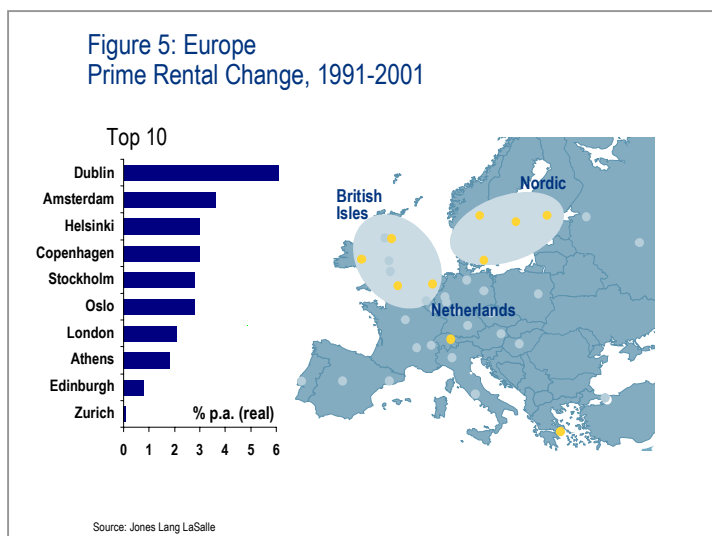 Figure 5: Europe
Prime Rental Change, 1991-2001
Top 10
Dublin
Amsterdam
Helsinki
Copenhagen
Stockholm
Oslo
London
Athens
Edinburgh
Zurich
% p.a. (real)
0 1 2 3 4 5 6
British
Isles
Nordic
Netherlands
Source: Jones Lang LaSalle